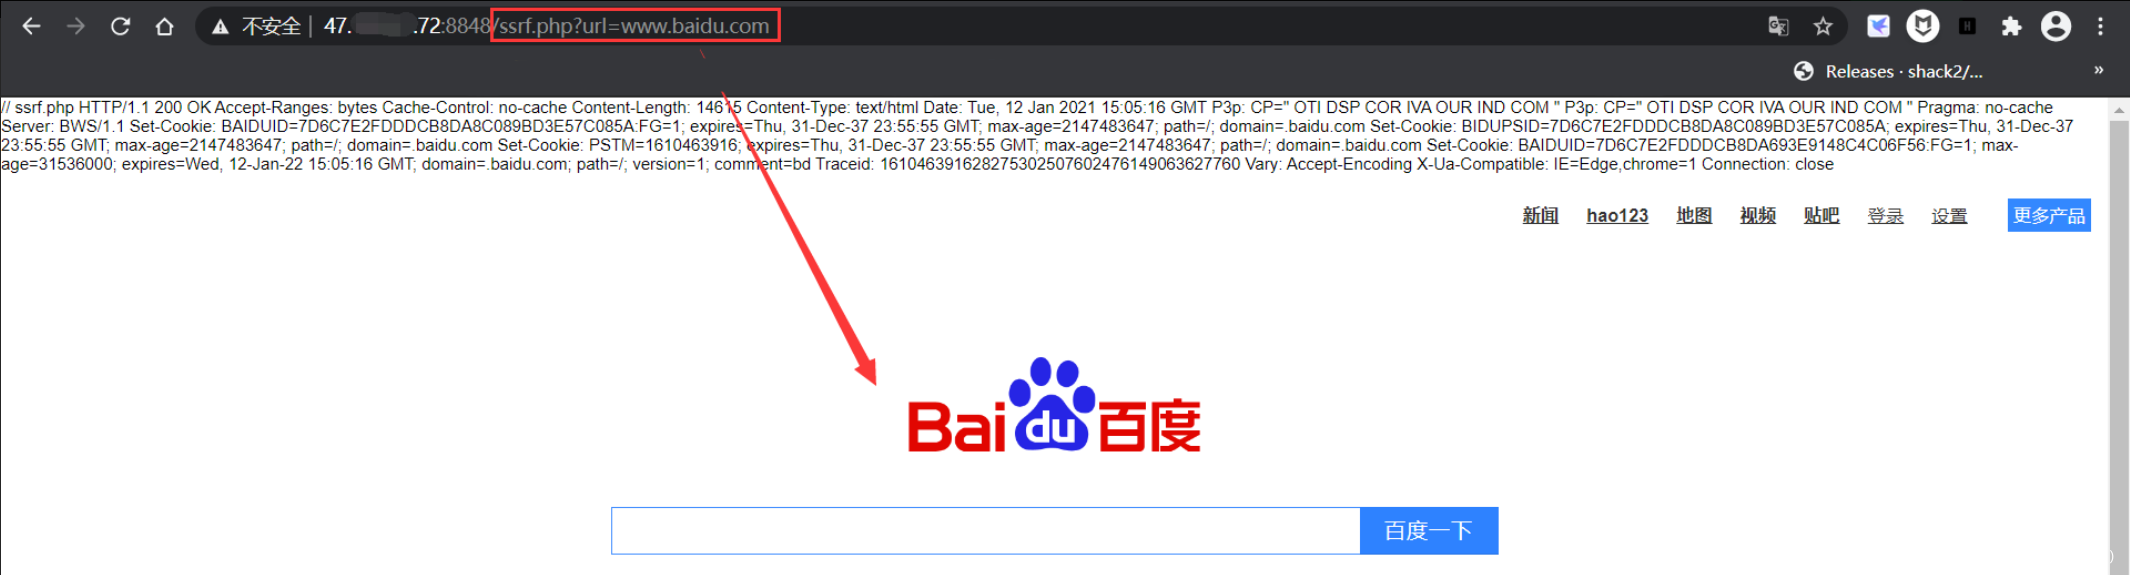 不安全 47. .72:8848/ssrf.php?url=www.baidu.com
Releases · shack2/... »
// ssrf.php HTTP/1.1 200 OK Accept-Ranges: bytes Cache-Control: no-cache Content-Length: 14615 Content-Type: text/html Date: Tue, 12 Jan 2021 15:05:16 GMT P3p: CP=" OTI DSP COR IVA OUR IND COM " P3p: CP=" OTI DSP COR IVA OUR IND COM " Pragma: no-cache
Server: BWS/1.1 Set-Cookie: BAIDUID=7D6C7E2FDDDCB8DA8C089BD3E57C085A:FG=1; expires=Thu, 31-Dec-37 23:55:55 GMT; max-age=2147483647; path=/; domain=.baidu.com Set-Cookie: BIDUPSID=7D6C7E2FDDDCB8DA8C089BD3E57C085A; expires=Thu, 31-Dec-37
23:55:55 GMT; max-age=2147483647; path=/; domain=.baidu.com Set-Cookie: PSTM=1610463916; expires=Thu, 31-Dec-37 23:55:55 GMT; max-age=2147483647; path=/; domain=.baidu.com Set-Cookie: BAIDUID=7D6C7E2FDDDCB8DA693E9148C4C06F56:FG=1; max-
age=31536000; expires=Wed, 12-Jan-22 15:05:16 GMT; domain=.baidu.com; path=/; version=1; comment=bd Traceid: 161046391628275302507602476149063627760 Vary: Accept-Encoding X-Ua-Compatible: IE=Edge,chrome=1 Connection: close
新闻 hao123 地图 视频 贴吧 登录 设置 更多产品
Bai du 百度
百度一下